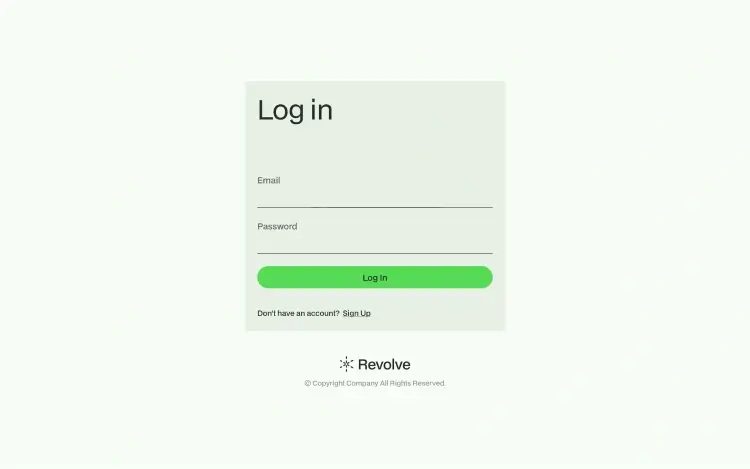 Log in
Email
Password
Log In
Don't have an account? Sign Up
Revolve
© Copyright Company All Rights Reserved.